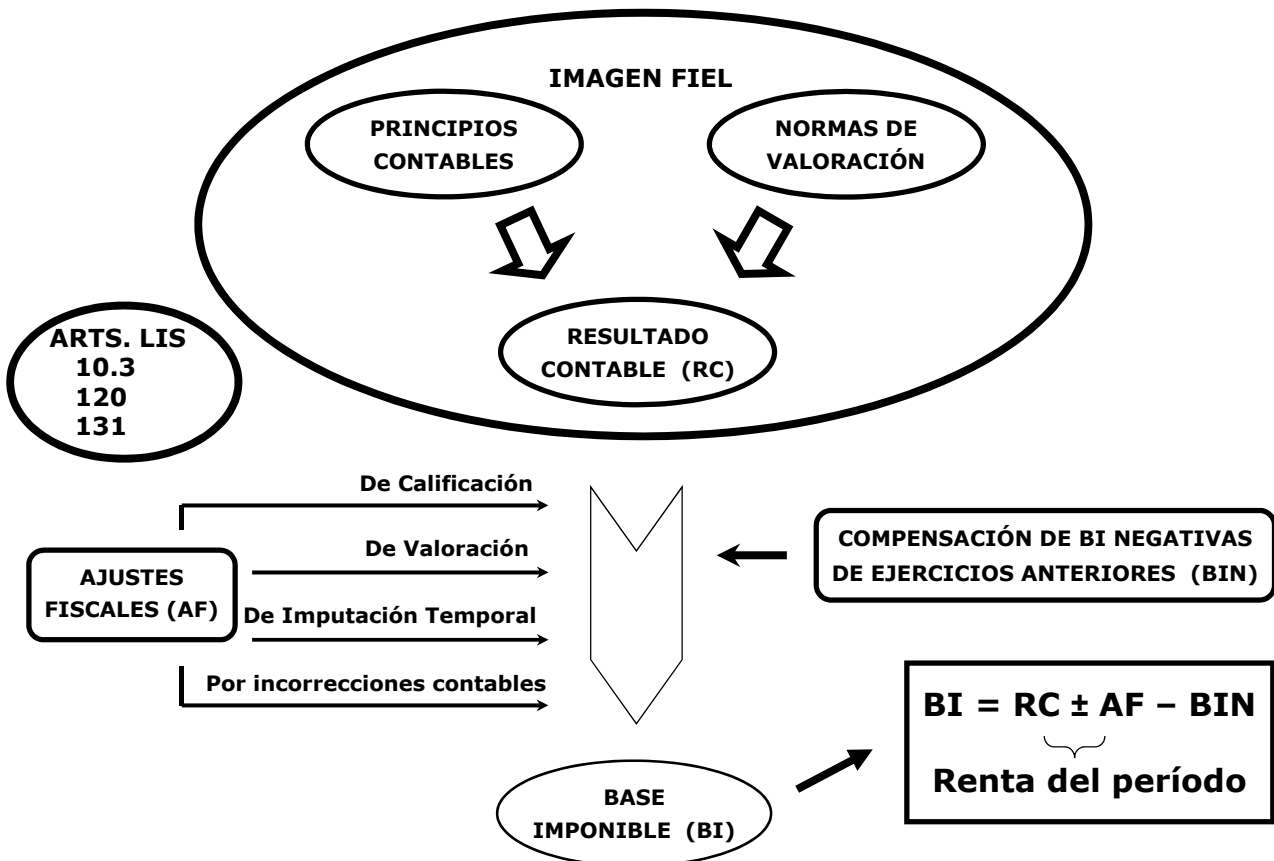 IMAGEN FIEL
PRINCIPIOS
CONTABLES
NORMAS DE
VALORACIÓN
RESULTADO
CONTABLE (RC)
ARTS. LIS
10.3
120
131
De Calificación
De Valoración
De Imputación Temporal
Por incorrecciones contables
AJUSTES
FISCALES (AF)
COMPENSACIÓN DE BI NEGATIVAS
DE EJERCICIOS ANTERIORES (BIN)
BI = RC ± AF – BIN
Renta del período
BASE
IMPONIBLE (BI)